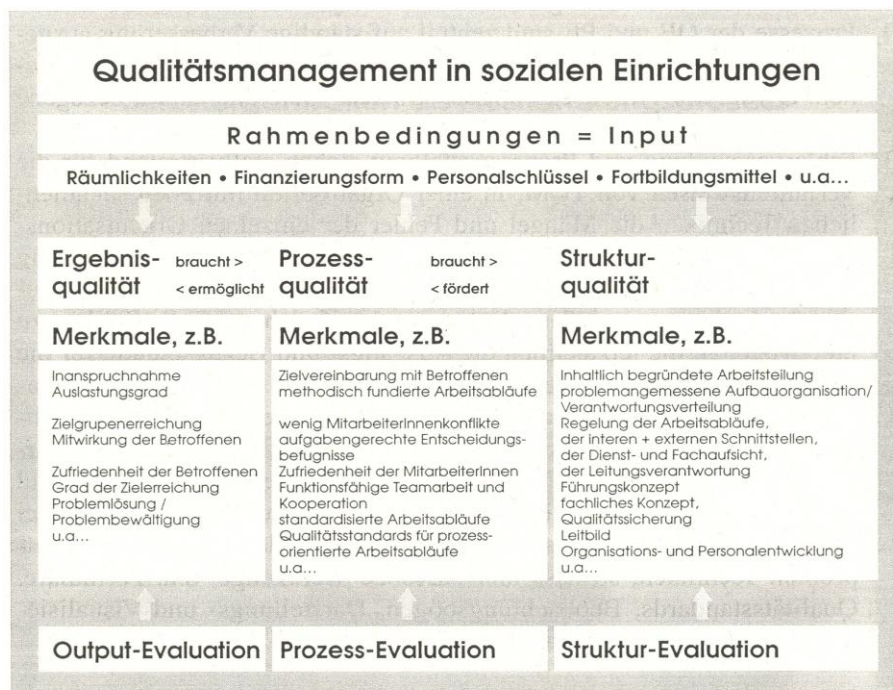 Qualitätsmanagement in sozialen Einrichtungen
Rahmenbedingungen = Input
Räumlichkeiten • Finanzierungsform • Personalschlüssel • Fortbildungsmittel • u.a...
Ergebnis-
qualität
braucht >
< ermöglicht
Prozess-
qualität
braucht >
< fördert
Struktur-
qualität
Merkmale, z.B.
Inanspruchnahme
Auslastungsgrad
Zielgrupenerreichung
Mitwirkung der Betroffenen
Zufriedenheit der Betroffenen
Grad der Zielerreichung
Problemlösung /
Problembewältigung
u.a...
Merkmale, z.B.
Zielvereinbarung mit Betroffenen
methodisch fundierte Arbeitsabläufe
wenig MitarbeiterInnenkonflikte
aufgabengerechte Entscheidungs-
befugnisse
Zufriedenheit der MitarbeiterInnen
Funktionsfähige Teamarbeit und
Kooperation
standardisierte Arbeitsabläufe
Qualitätsstandards für prozess-
orientierte Arbeitsabläufe
u.a...
Merkmale, z.B.
Inhaltlich begründete Arbeitsteilung
problemangemessene Aufbauorganisation/
Verantwortungsverteilung
Regelung der Arbeitsabläufe,
der interen + externen Schnittstellen,
der Dienst- und Fachaufsicht,
der Leitungsverantwortung
Führungskonzept
fachliches Konzept,
Qualitätssicherung
Leitbild
Organisations- und Personalentwicklung
u.a...
Output-Evaluation
Prozess-Evaluation
Struktur-Evaluation